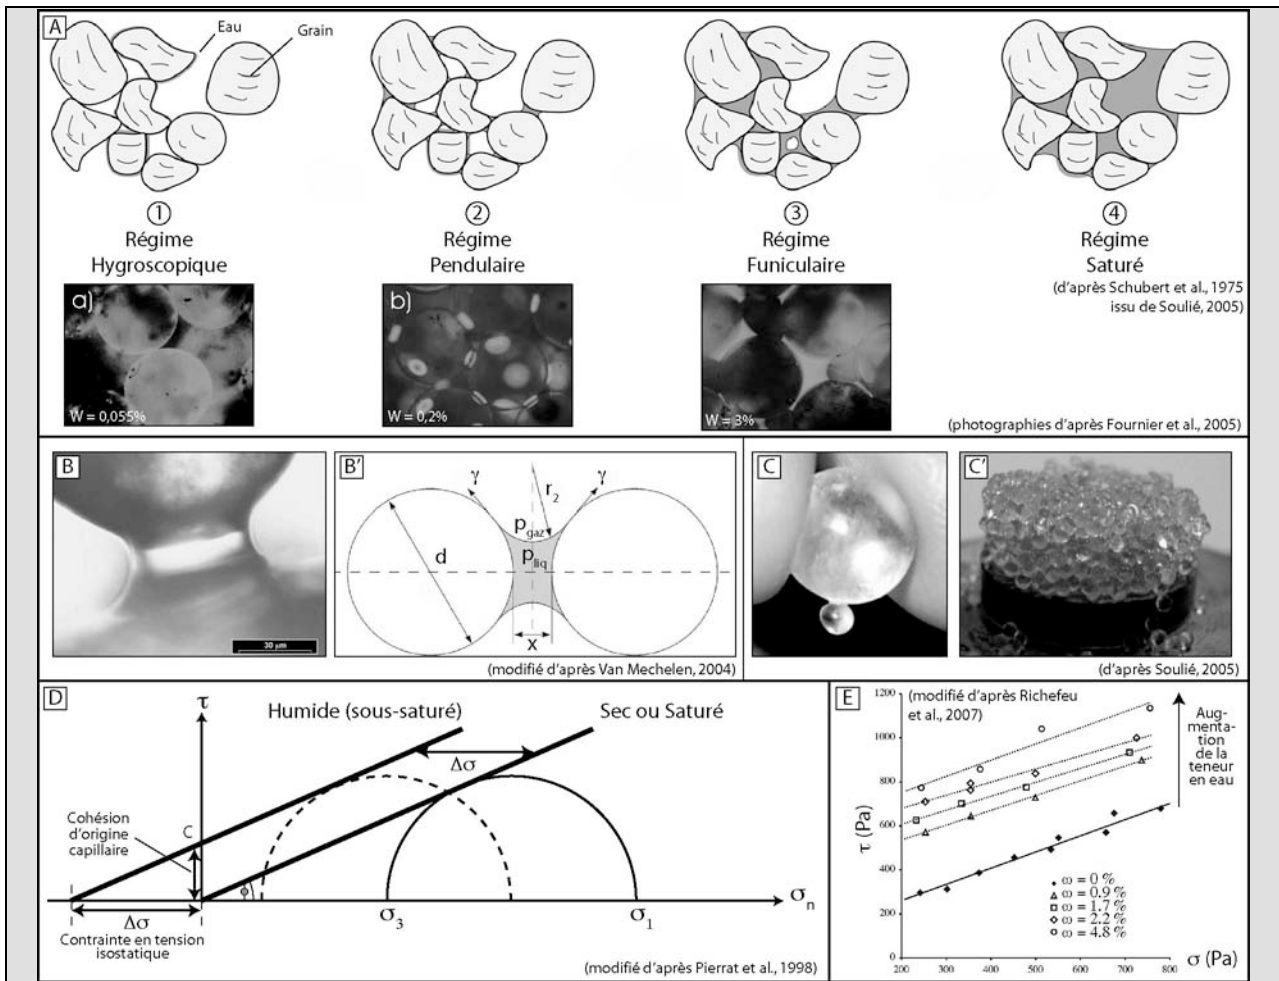 A
Eau
Grain
1
2
3
4
Régime
Hygroscopique
Régime
Pendulaire
Régime
Funiculaire
Régime
Saturé
(d'après Schubert et al., 1975
issu de Soulié, 2005)
a)
W = 0,055%
b)
W = 0,2%
W = 3%
(photographies d'après Fournier et al., 2005)
B
30 µm
B'
γ
r2
γ
pgaz
pliq
d
x
(modifié d'après Van Mechelen, 2004)
C
C'
(d'après Soulié, 2005)
D
τ
Humide (sous-saturé)
Sec ou Saturé
Δσ
Cohésion
d'origine
capillaire
C
ϕ
σn
Δσ
σ3
σ1
Contrainte en tension
isostatique
(modifié d'après Pierrat et al., 1998)
E
(modifié d'après Richefeu
et al., 2007)
Aug-
menta-
tion
de la
teneur
en eau
τ (Pa)
1200
1000
800
600
400
200
0
ω = 0 %
ω = 0.9 %
ω = 1.7 %
ω = 2.2 %
ω = 4.8 %
200 300 400 500 600 700 800
σ (Pa)